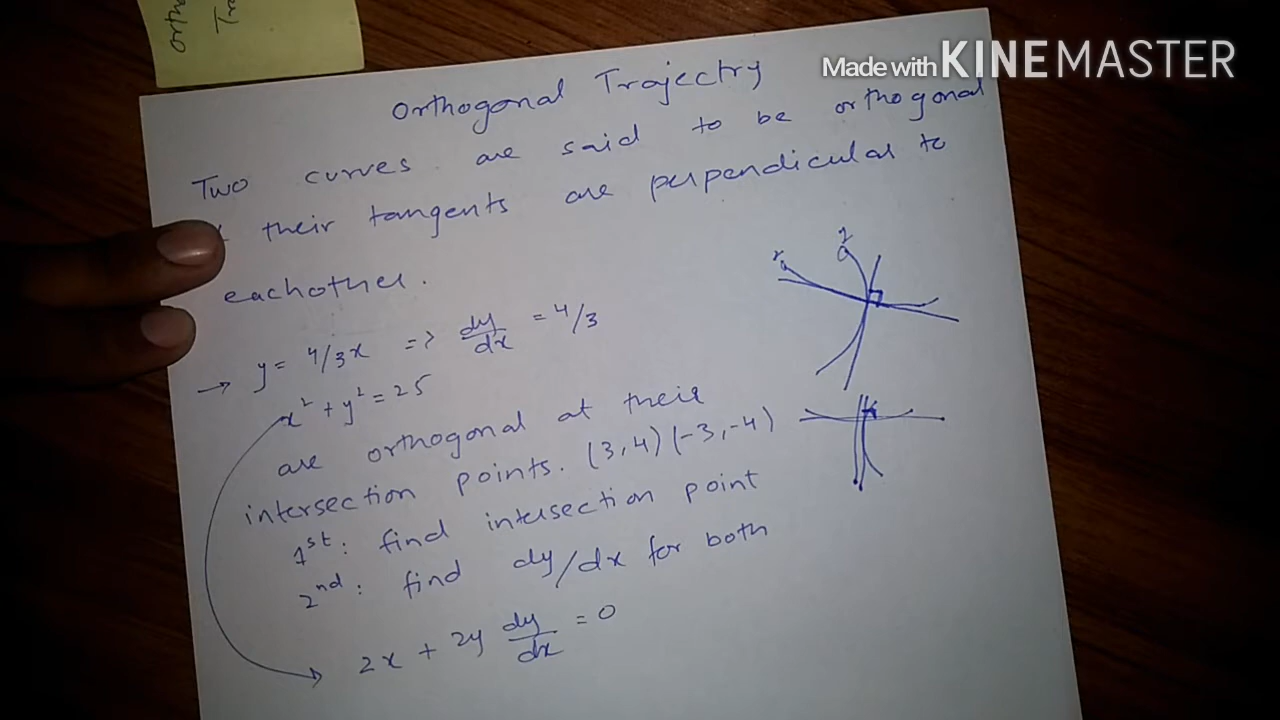 ortho
Tra
Made with KINEMASTER
Orthogonal Trajectry
Two curves are said to be orthogonal
their tangents are perpendicular to
eachother.
→ y = 4/3x => dy/dx = 4/3
x² + y² = 25
are orthogonal at their
intersection points. (3,4)(-3,-4)
1st: find intersection point
2nd: find dy/dx for both
2x + 2y dy/dx = 0